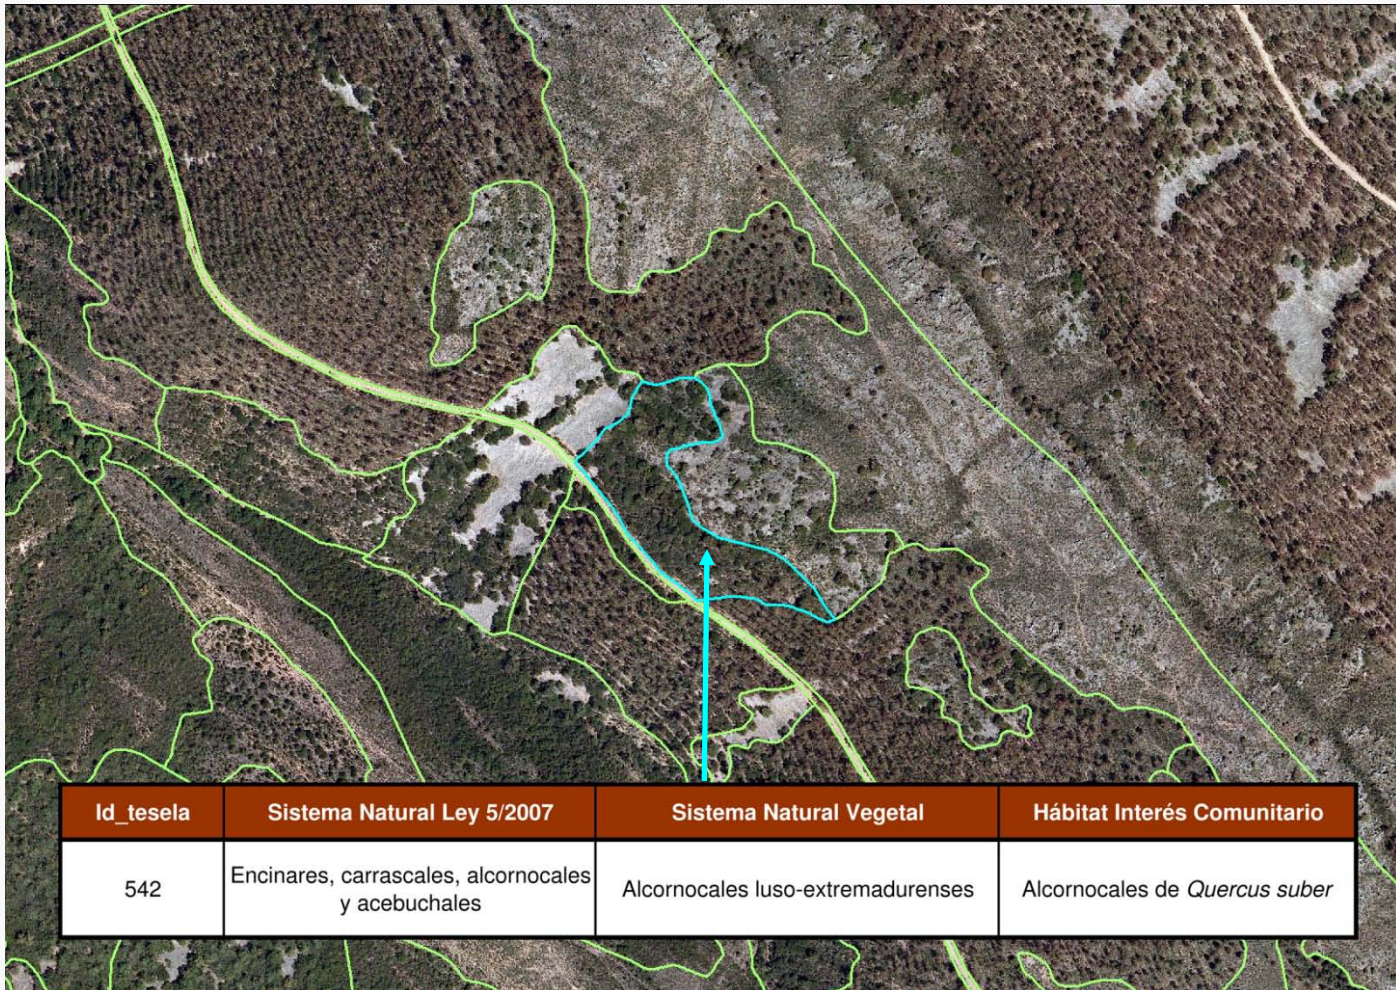 Id_tesela Sistema Natural Ley 5/2007 Sistema Natural Vegetal Hábitat Interés Comunitario
542 Encinares, carrascales, alcornocales y acebuchales Alcornocales luso-extremadurenses Alcornocales de Quercus suber